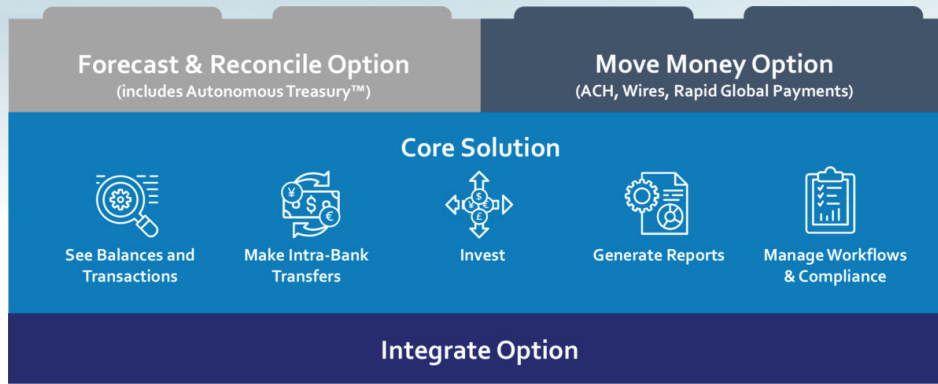 Forecast & Reconcile Option
(includes Autonomous Treasury™)
Move Money Option
(ACH, Wires, Rapid Global Payments)
Core Solution
See Balances and
Transactions
Make Intra-Bank
Transfers
Invest
Generate Reports
Manage Workflows
& Compliance
Integrate Option